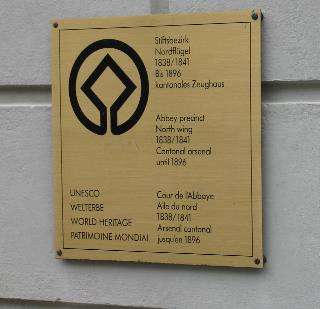 Stiftsbezirk
Nordflügel
1838/1841
Bis 1896
kantonales Zeughaus
Abbey precinct
North wing
1838/1841
Cantonal arsenal
until 1896
UNESCO
WELTERBE
WORLD HERITAGE
PATRIMOINE MONDIAL
Cour de l'Abbaye
Aile du nord
1838/1841
Arsenal cantonal
jusqu'en 1896